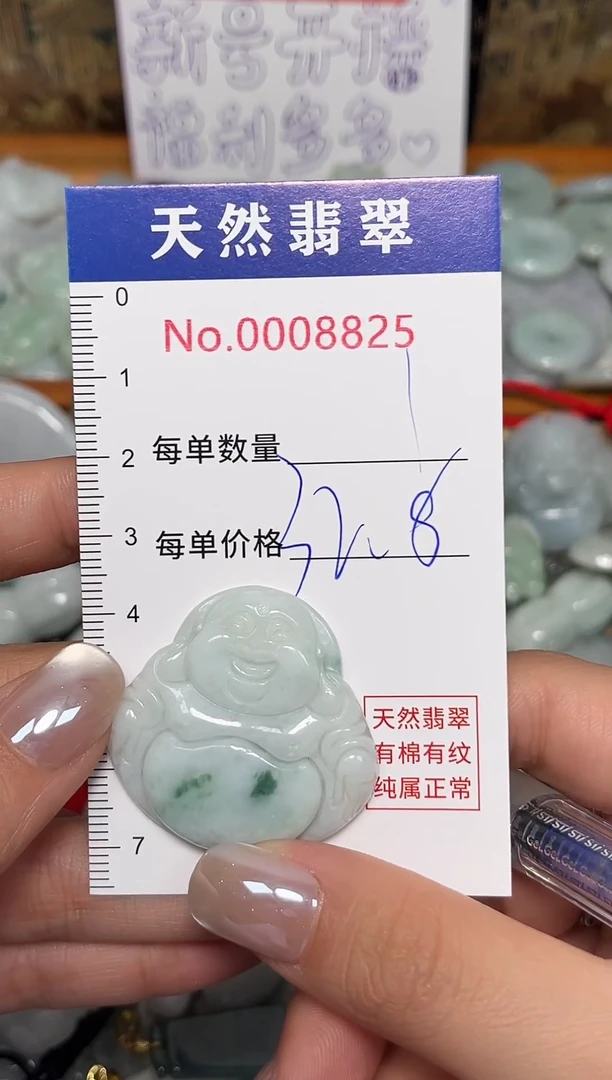 新号开播
福利多多♡
天然翡翠
No.0008825
0
1
每单数量
2
3
每单价格
4
天然翡翠
有棉有纹
纯属正常
7